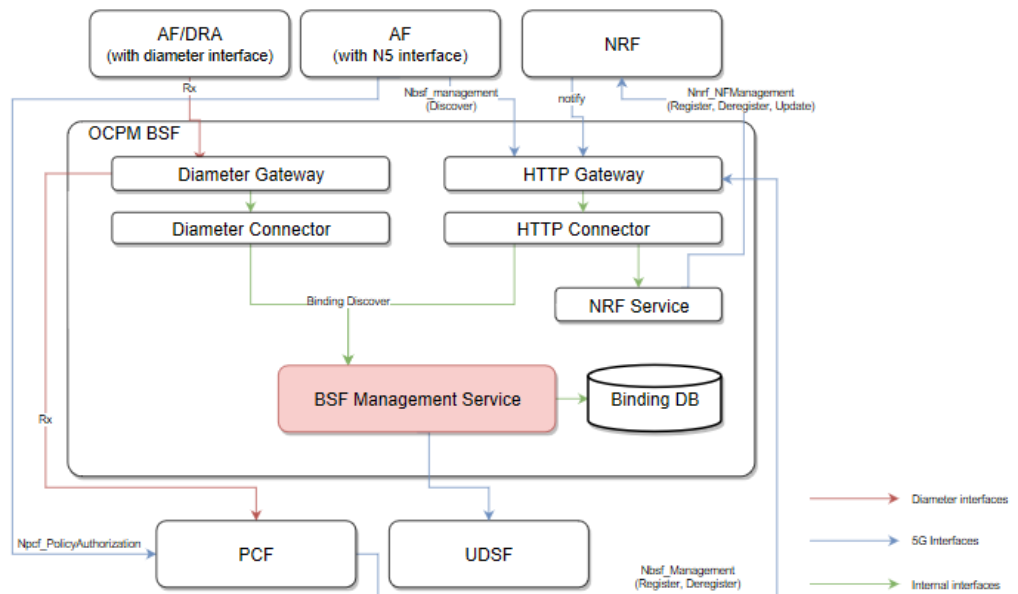 AF/DRA
(with diameter interface)
AF
(with N5 interface)
NRF
Rx
Nbsf_management
(Discover)
notify
Nnrf_NFManagement
(Register, Deregister, Update)
OCPM BSF
Diameter Gateway
HTTP Gateway
Diameter Connector
HTTP Connector
Binding Discover
NRF Service
BSF Management Service
Binding DB
Rx
Diameter interfaces
Npcf_PolicyAuthorization
PCF
UDSF
5G Interfaces
Nbsf_Management
(Register, Deregister)
Internal interfaces